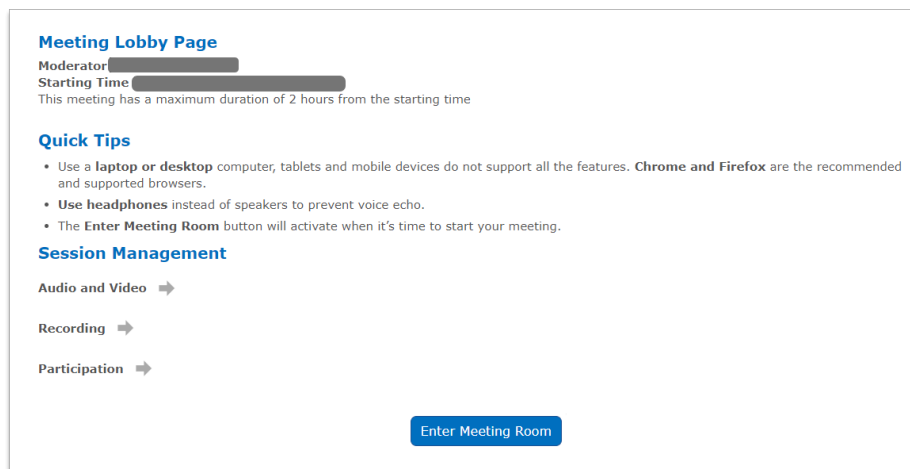 Meeting Lobby Page
Moderator
Starting Time
This meeting has a maximum duration of 2 hours from the starting time
Quick Tips
• Use a laptop or desktop computer, tablets and mobile devices do not support all the features. Chrome and Firefox are the recommended
and supported browsers.
• Use headphones instead of speakers to prevent voice echo.
• The Enter Meeting Room button will activate when it’s time to start your meeting.
Session Management
Audio and Video
Recording
Participation
Enter Meeting Room